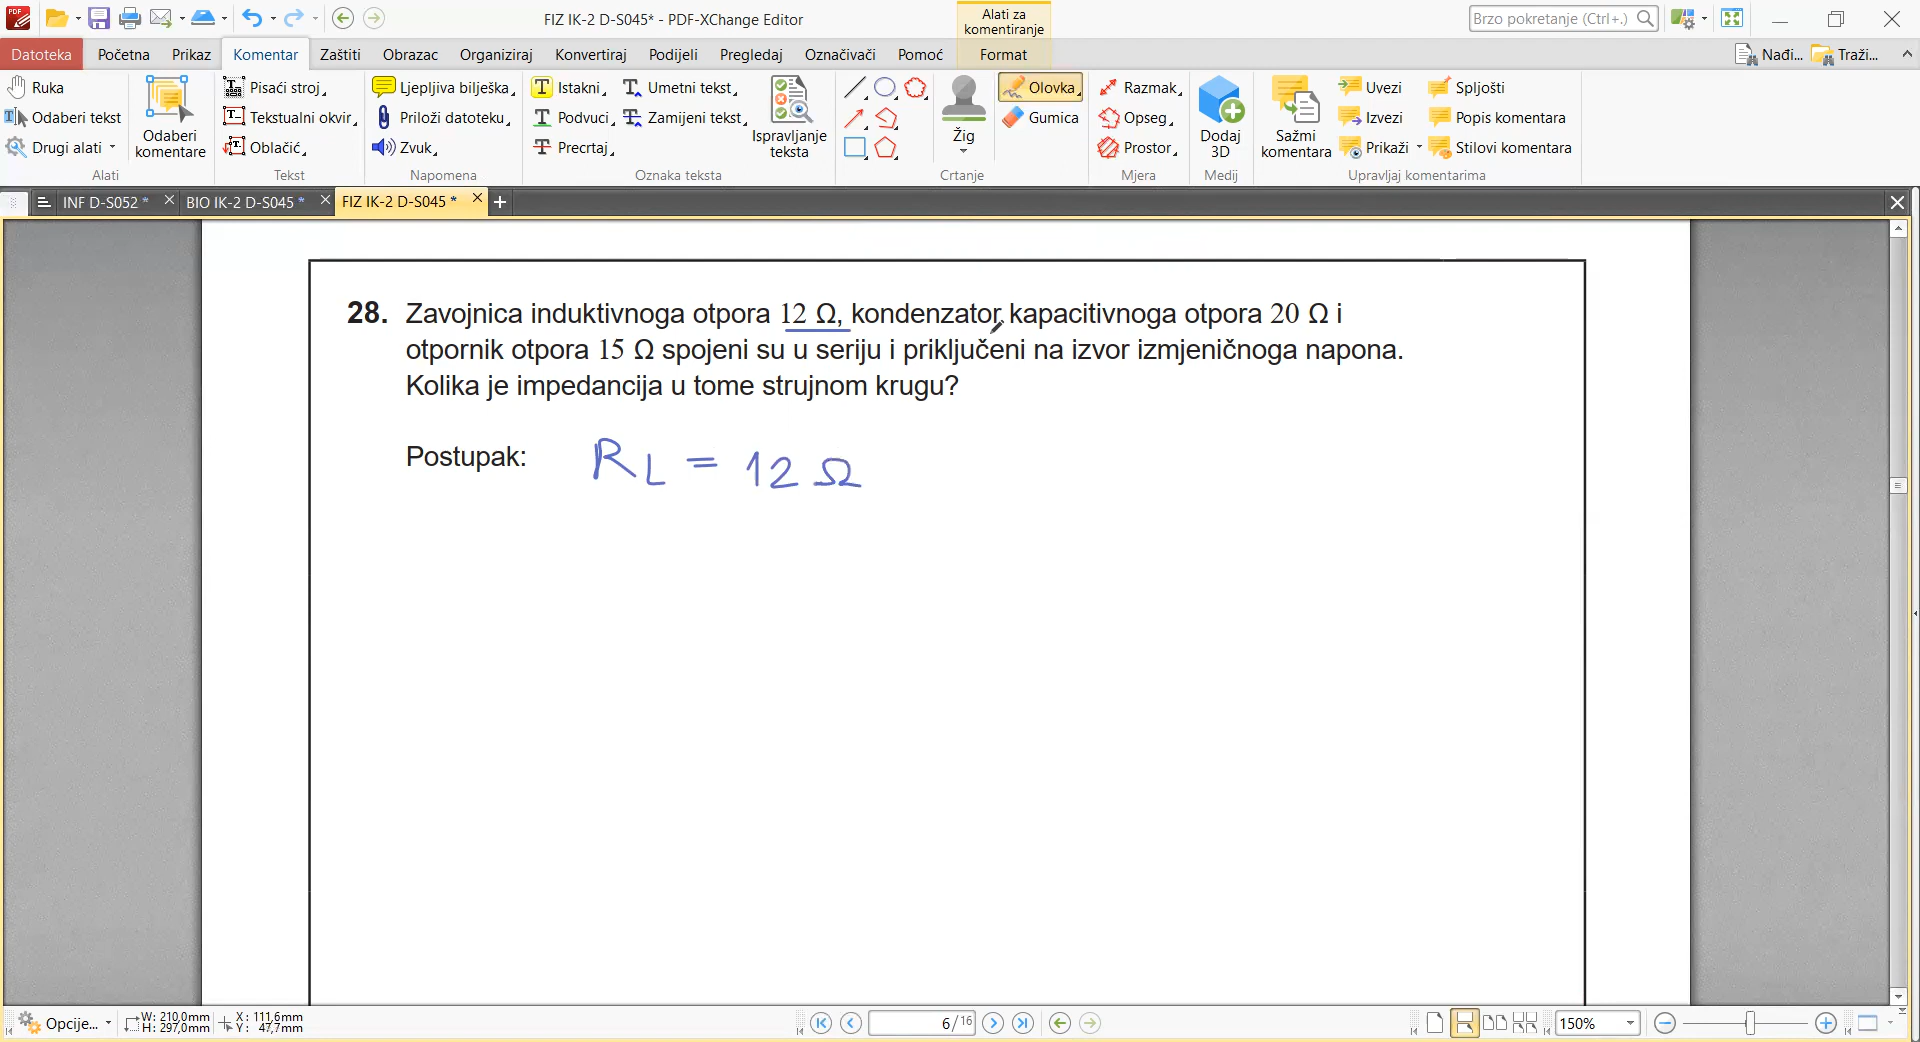 FIZ IK-2 D-S045* - PDF-XChange Editor
Alati za komentiranje
Brzo pokretanje (Ctrl+.)
Datoteka Početna Prikaz Komentar Zaštiti Obrazac Organiziraj Konvertiraj Podijeli Pregledaj Označivači Pomoć Format Nađi... Traži...
Ruka
Odaberi tekst
Drugi alati
Odaberi komentare
Alati
Pisaći stroj
Tekstualni okvir
Oblačić
Tekst
Ljepljiva bilješka
Priloži datoteku
Zvuk
Napomena
Istakni
Podvuci
Precrtaj
Umetni tekst
Zamijeni tekst
Ispravljanje teksta
Oznaka teksta
Crtanje
Žig
Olovka
Gumica
Razmak
Opseg
Prostor
Mjera
Dodaj 3D
Medij
Sažmi komentara
Uvezi
Izvezi
Prikaži
Spljošti
Popis komentara
Stilovi komentara
Upravljaj komentarima
INF D-S052 * BIO IK-2 D-S045 * FIZ IK-2 D-S045 *
28. Zavojnica induktivnoga otpora 12 Ω, kondenzator kapacitivnoga otpora 20 Ω i
otpornik otpora 15 Ω spojeni su u seriju i priključeni na izvor izmjeničnoga napona.
Kolika je impedancija u tome strujnom krugu?
Postupak: R_L = 12 Ω
Opcije... W: 210,0mm H: 297,0mm X: 111,6mm Y: 47,7mm 6 / 16 150%